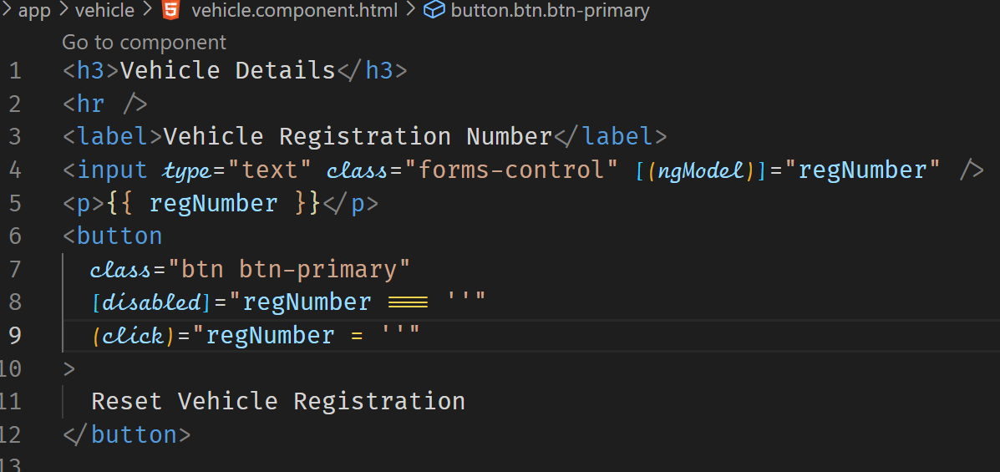 > app > vehicle > vehicle.component.html > button.btn.btn-primary
Go to component
1 <h3>Vehicle Details</h3>
2 <hr />
3 <label>Vehicle Registration Number</label>
4 <input type="text" class="forms-control" [(ngModel)]="regNumber" />
5 <p>{{ regNumber }}</p>
6 <button
7 class="btn btn-primary"
8 [disabled]="regNumber === ''"
9 (click)="regNumber = ''"
10 >
11 Reset Vehicle Registration
12 </button>
13